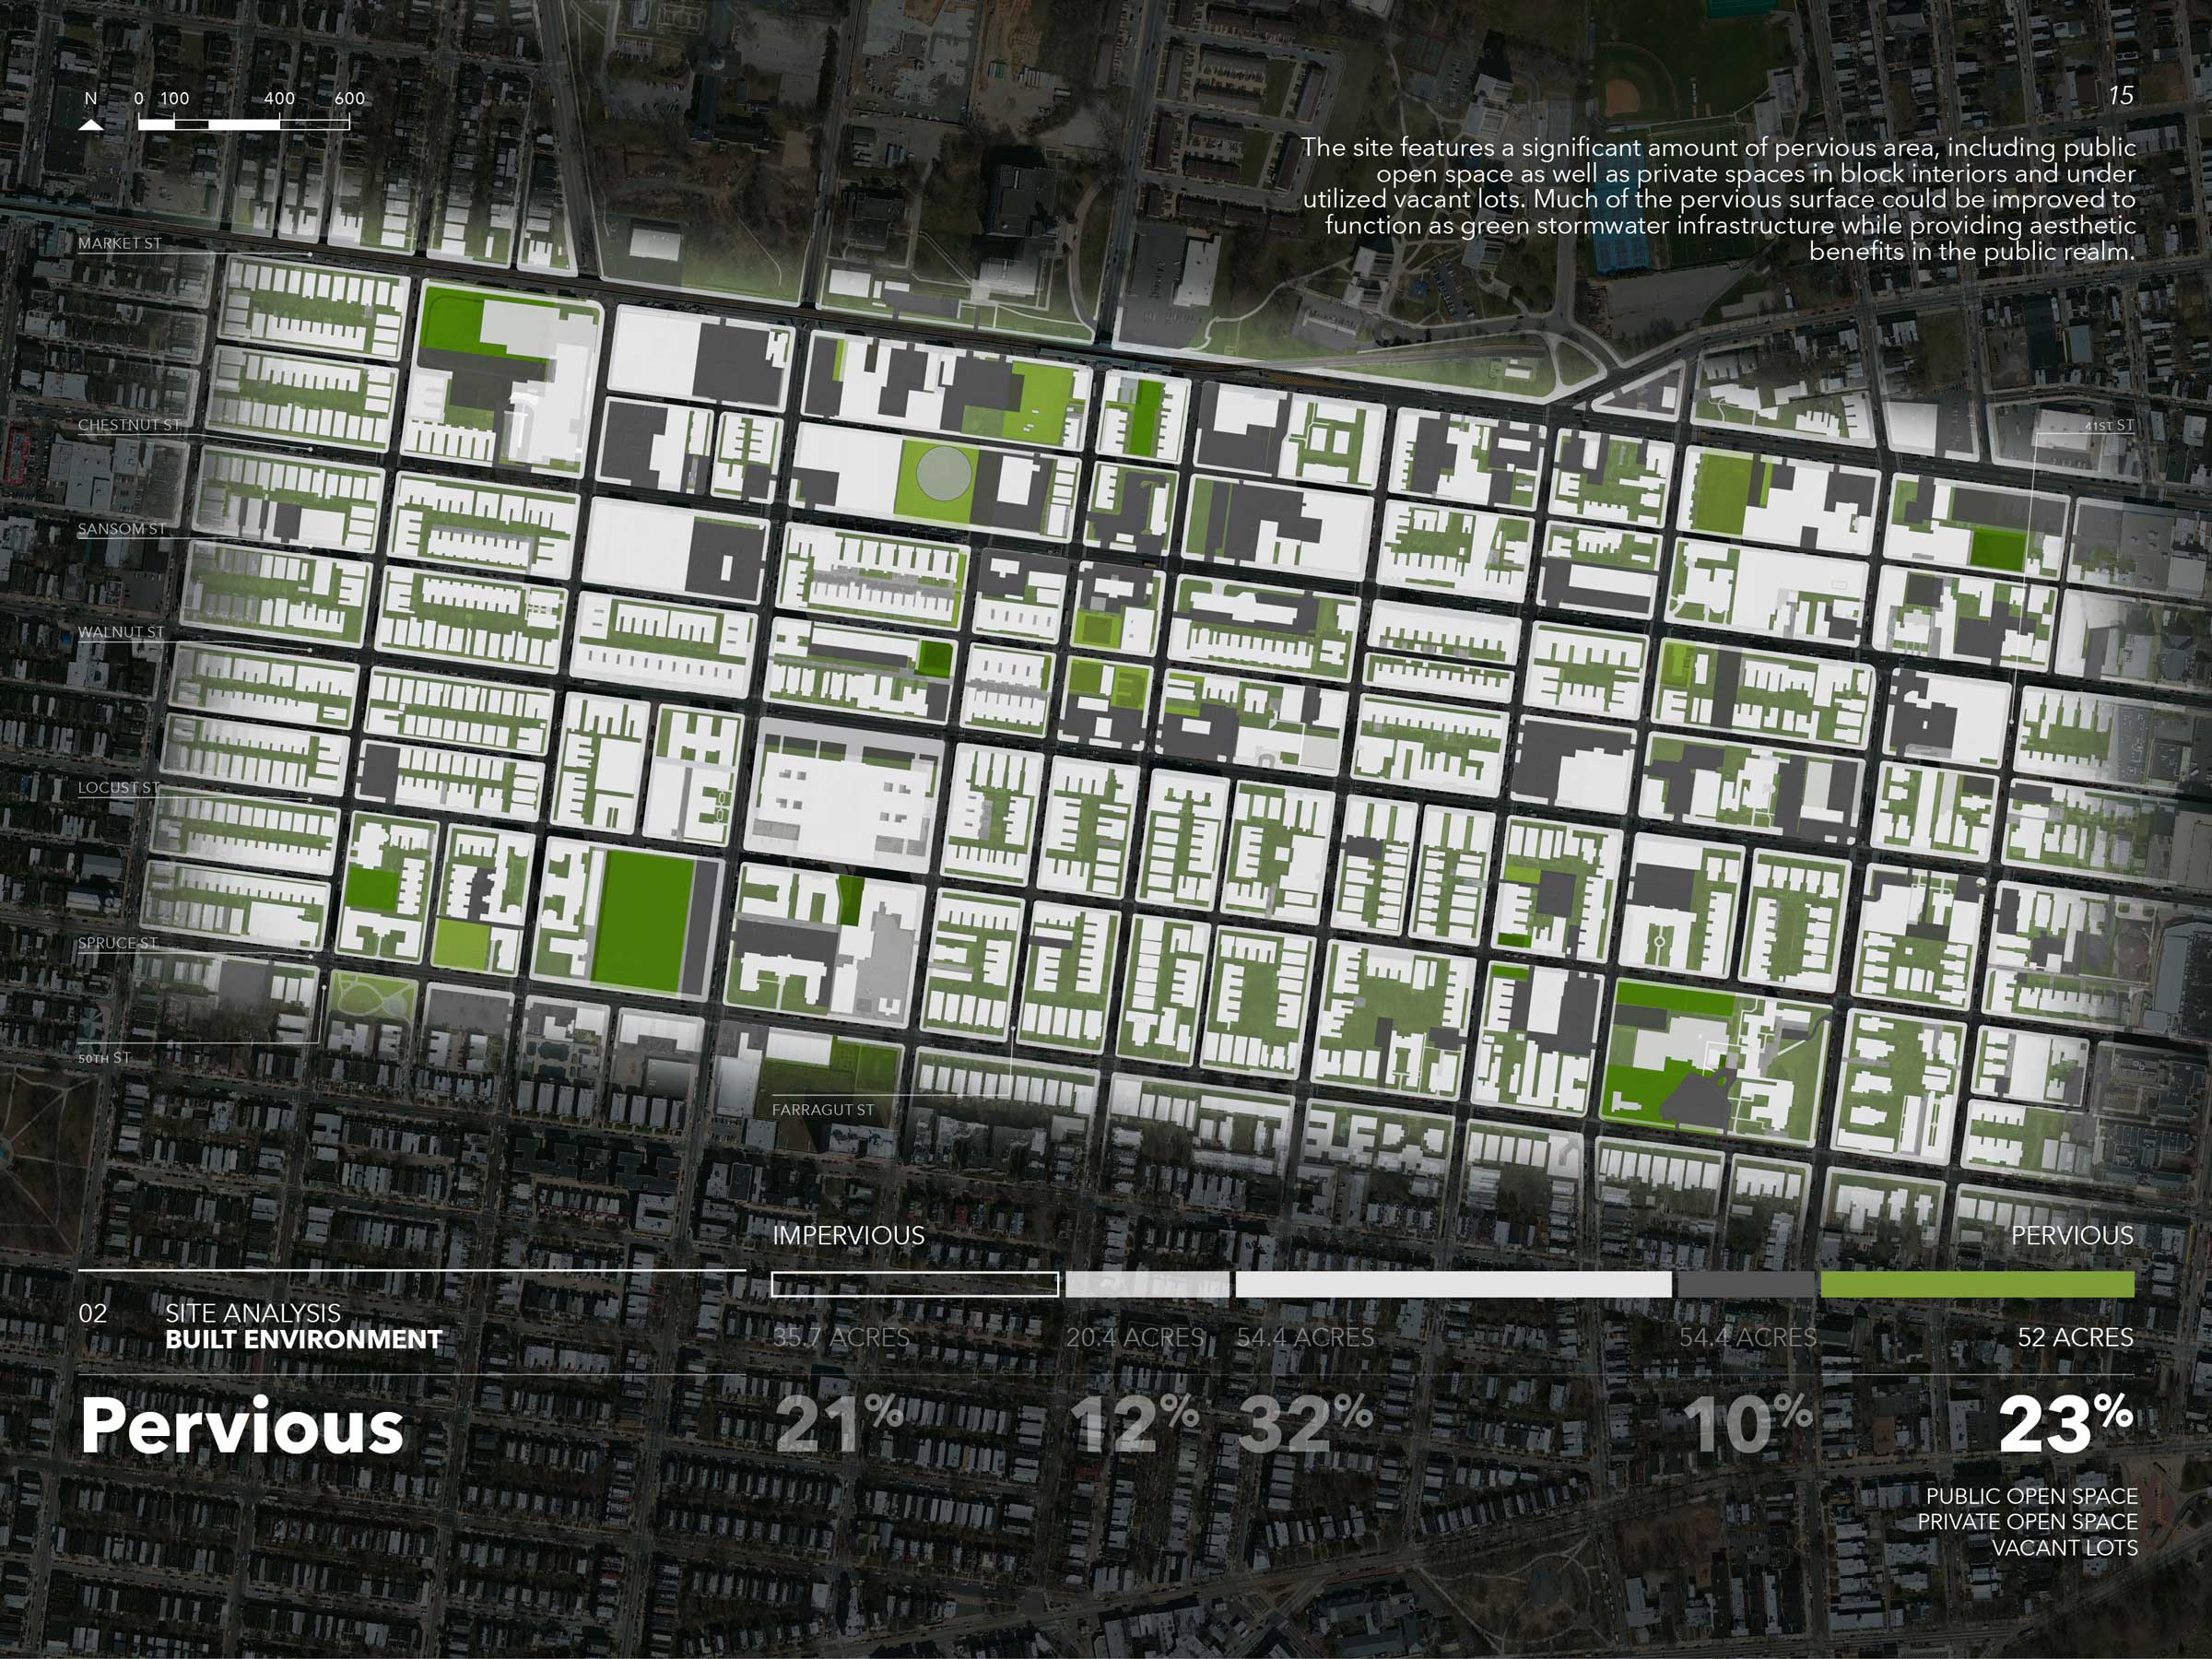 N 0 100 400 600
15
The site features a significant amount of pervious area, including public
open space as well as private spaces in block interiors and under
utilized vacant lots. Much of the pervious surface could be improved to
function as green stormwater infrastructure while providing aesthetic
benefits in the public realm.
MARKET ST
CHESTNUT ST
41ST ST
SANSOM ST
WALNUT ST
LOCUST ST
SPRUCE ST
50TH ST
FARRAGUT ST
IMPERVIOUS
PERVIOUS
02 SITE ANALYSIS
BUILT ENVIRONMENT
35.7 ACRES 20.4 ACRES 54.4 ACRES 54.4 ACRES 52 ACRES
Pervious
21% 12% 32% 10% 23%
PUBLIC OPEN SPACE
PRIVATE OPEN SPACE
VACANT LOTS